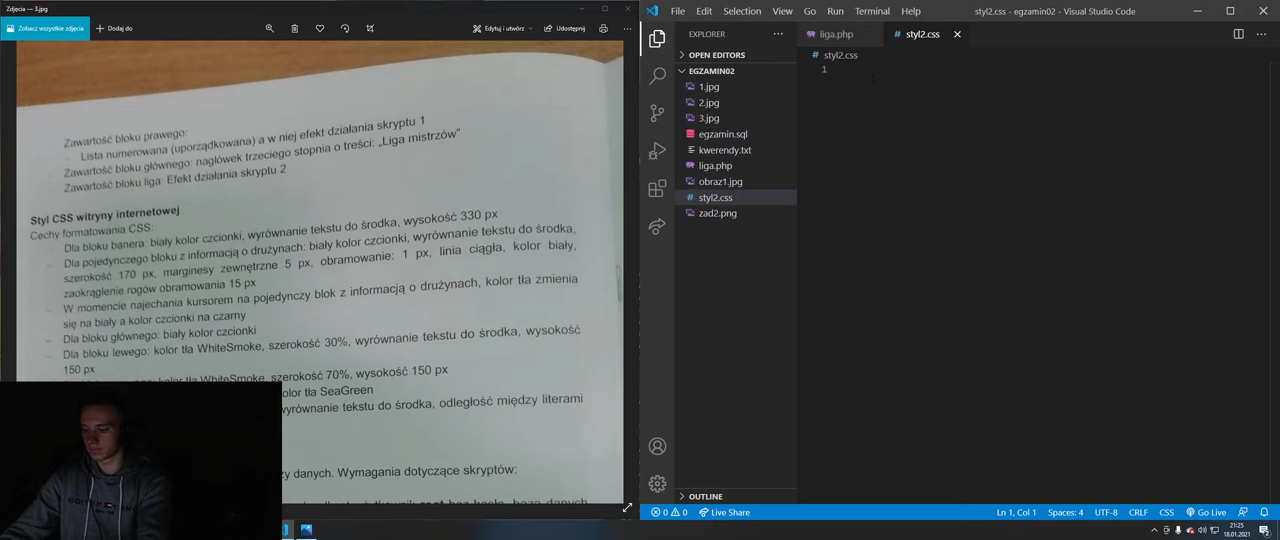 Zdjęcia — 3.jpg
Zobacz wszystkie zdjęcia
Dodaj do
Edytuj i utwórz
Udostępnij
Zawartość bloku prawego:
Lista numerowana (uporządkowana) a w niej efekt działania skryptu 1
Zawartość bloku głównego: nagłówek trzeciego stopnia o treści: „Liga mistrzów”
Zawartość bloku liga: Efekt działania skryptu 2
Styl CSS witryny internetowej
Cechy formatowania CSS:
Dla bloku banera: biały kolor czcionki, wyrównanie tekstu do środka, wysokość 330 px
Dla pojedynczego bloku z informacją o drużynach: biały kolor czcionki, wyrównanie tekstu do środka,
szerokość 170 px, marginesy zewnętrzne 5 px, obramowanie: 1 px, linia ciągła, kolor biały,
zaokrąglenie rogów obramowania 15 px
W momencie najechania kursorem na pojedynczy blok z informacją o drużynach, kolor tła zmienia
się na biały a kolor czcionki na czarny
Dla bloku głównego: biały kolor czcionki
Dla bloku lewego: kolor tła WhiteSmoke, szerokość 30%, wyrównanie tekstu do środka, wysokość
150 px
kolor tła WhiteSmoke, szerokość 70%, wysokość 150 px
kolor tła SeaGreen
wyrównanie tekstu do środka, odległość między literami
danych. Wymagania dotyczące skryptów:
bez hasła, baza danych
File Edit Selection View Go Run Terminal Help
styl2.css - egzamin02 - Visual Studio Code
EXPLORER
OPEN EDITORS
EGZAMIN02
1.jpg
2.jpg
3.jpg
egzamin.sql
kwerendy.txt
liga.php
obraz1.jpg
styl2.css
zad2.png
OUTLINE
liga.php
styl2.css
styl2.css
1
0 0 Live Share
Ln 1, Col 1 Spaces: 4 UTF-8 CRLF CSS Go Live
21:25
18.01.2021